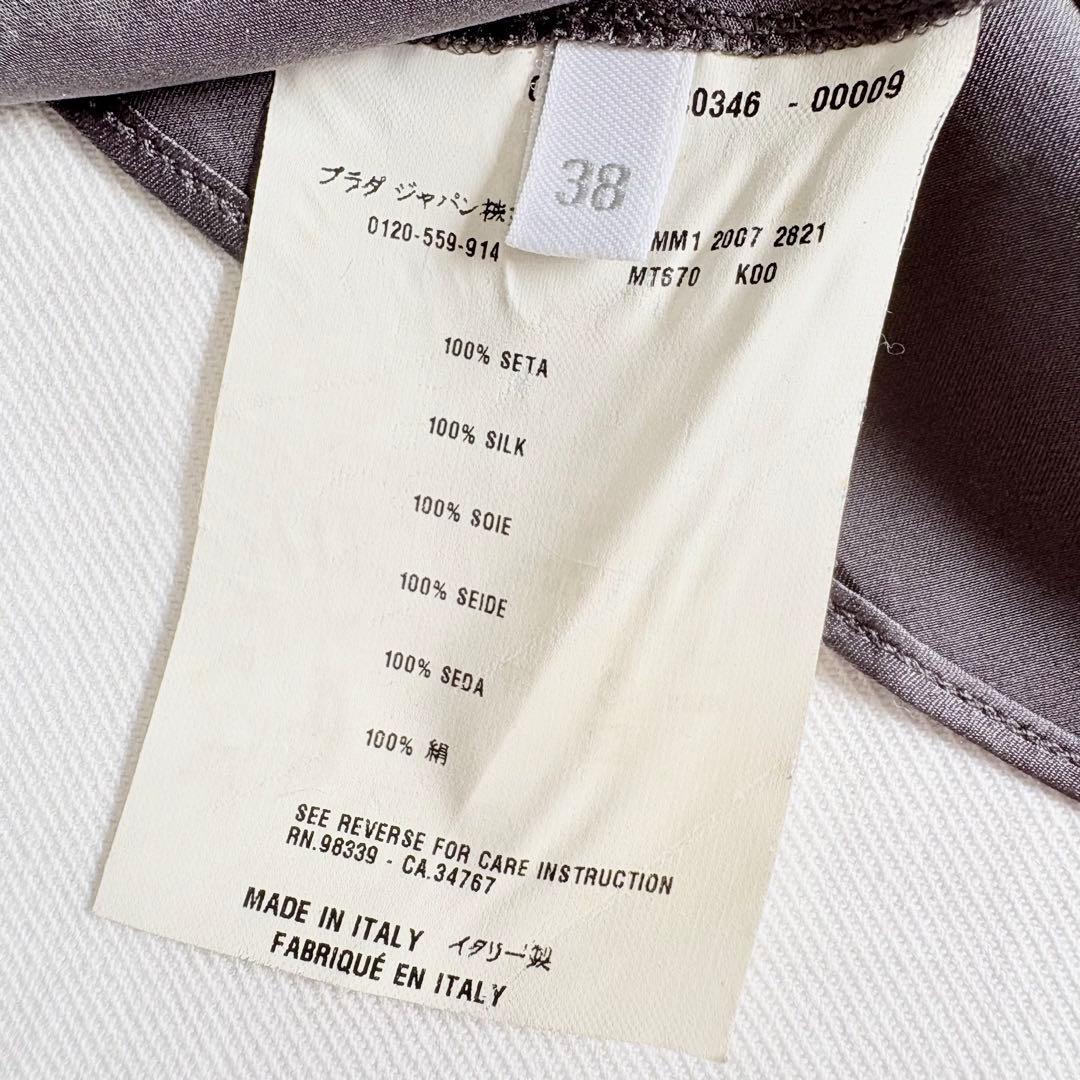 0346 - 00009
38
プラダ ジャパン株
0120-559-914
MM1 2007 2821
MT670 K00
100% SETA
100% SILK
100% SOIE
100% SEIDE
100% SEDA
100% 絹
SEE REVERSE FOR CARE INSTRUCTION
RN.98339 - CA.34767
MADE IN ITALY イタリー製
FABRIQUÉ EN ITALY